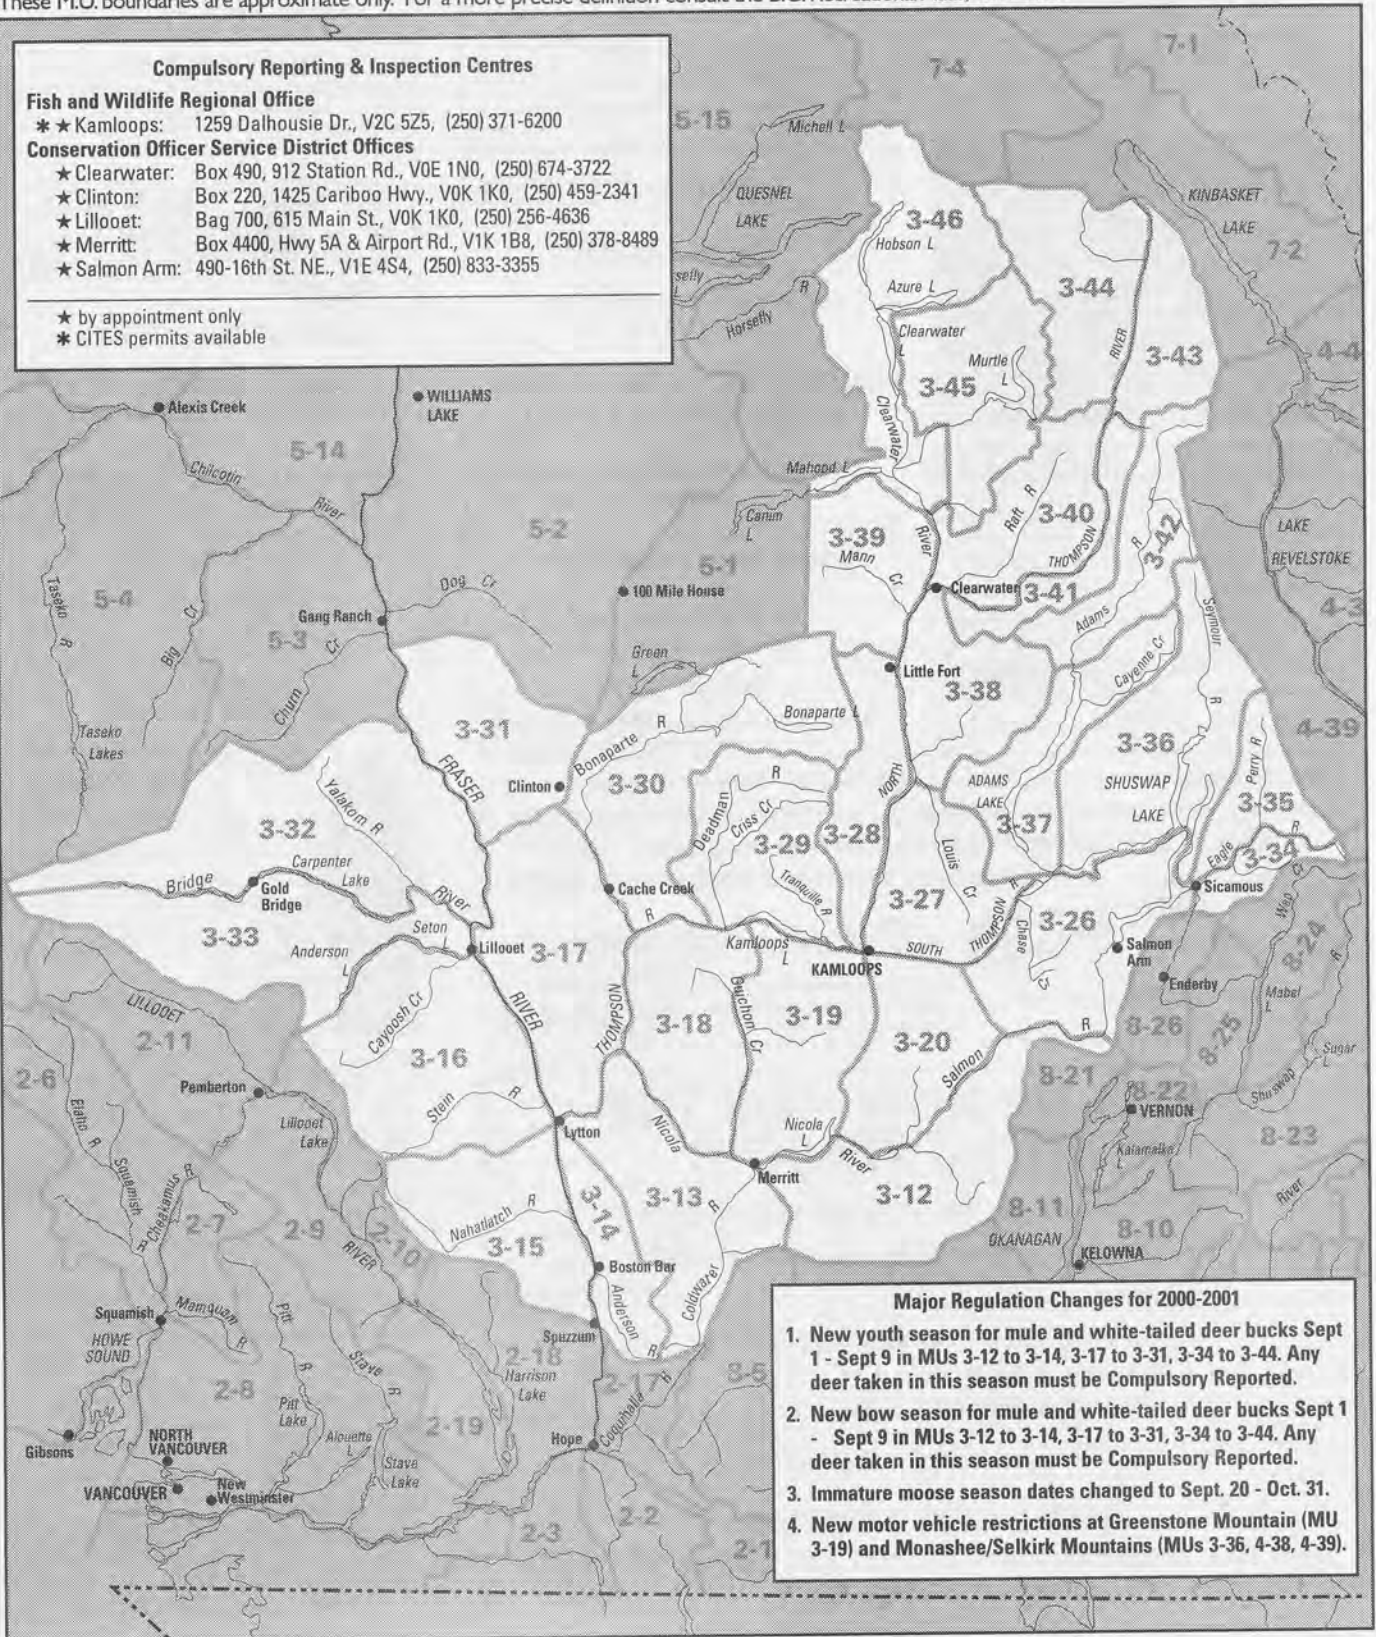 These M.U. boundaries are approximate only. For a more precise definition consult the
Compulsory Reporting & Inspection Centres
Fish and Wildlife Regional Office
✱ ★ Kamloops: 1259 Dalhousie Dr., V2C 5Z5, (250) 371-6200
Conservation Officer Service District Offices
★ Clearwater: Box 490, 912 Station Rd., V0E 1N0, (250) 674-3722
★ Clinton: Box 220, 1425 Cariboo Hwy., V0K 1K0, (250) 459-2341
★ Lillooet: Bag 700, 615 Main St., V0K 1K0, (250) 256-4636
★ Merritt: Box 4400, Hwy 5A & Airport Rd., V1K 1B8, (250) 378-8489
★ Salmon Arm: 490-16th St. NE., V1E 4S4, (250) 833-3355
★ by appointment only
✱ CITES permits available
7-1
7-4
5-15
Michell L
QUESNEL
LAKE
KINBASKET
LAKE
7-2
3-46
Hobson L
Azure L
3-44
RIVER
3-43
4-4
Horsefly R
Clearwater
L
Murtle
L
3-45
Clearwater
WILLIAMS
LAKE
Alexis Creek
5-14
Chilcotin
River
Mahood L
Canim
L
5-2
5-1
3-39
Mann
Cr
River
Raft R
3-40
THOMPSON
3-42
R
LAKE
REVELSTOKE
4-3
Taseko
R
5-4
Big
Cr
5-3
Gang Ranch
Dog Cr
100 Mile House
Clearwater
3-41
Adams
Seymour
R
Cayenne Cr
Churn
Cr
Green
L
Little Fort
3-38
Taseko
Lakes
3-31
Bonaparte L
Bonaparte
R
4-39
FRASER
Clinton
3-30
3-36
SHUSWAP
LAKE
Perry R
3-35
Yalakom R
3-32
Deadman
R
Criss Cr
3-29
3-28
NORTH
ADAMS
LAKE
3-37
Carpenter
Lake
Bridge
River
Gold
Bridge
Tranquille R
Louis
Cr
Eagle
R
3-34
Cache Creek
3-27
Sicamous
3-33
Anderson
L
Seton
L
Lillooet
3-17
R
Kamloops
L
KAMLOOPS
SOUTH
THOMPSON
R
3-26
Chase
Cr
Salmon
Arm
Wap
Cr
8-24
LILLOOET
Cayoosh Cr
RIVER
THOMPSON
3-18
Guichon
Cr
3-19
3-20
Enderby
Mabel
L
R
2-11
3-16
Salmon
R
8-26
8-25
Sugar
L
2-6
Pemberton
Elaho R
Lillooet
Lake
Stein
R
Lytton
Nicola
Nicola
L
River
8-21
8-22
VERNON
Shuswap
Kalamalka
L
8-23
Merritt
Squamish
R
Cheakamus R
2-7
2-9
2-10
RIVER
Nahatlatch
R
3-15
3-14
3-13
3-12
8-11
OKANAGAN
8-10
KELOWNA
River
Boston Bar
Anderson
R
Coldwater
R
Squamish
Mamquam
R
HOWE
SOUND
Pitt
R
Stave
R
Spuzzum
2-18
Harrison
Lake
2-17
8-5
2-8
Pitt
Lake
2-19
Alouette
L
Stave
Lake
Hope
Coquihalla
R
Gibsons
NORTH
VANCOUVER
VANCOUVER
New
Westminster
2-3
2-2
2-1
Major Regulation Changes for 2000-2001
1. New youth season for mule and white-tailed deer bucks Sept
1 - Sept 9 in MUs 3-12 to 3-14, 3-17 to 3-31, 3-34 to 3-44. Any
deer taken in this season must be Compulsory Reported.
2. New bow season for mule and white-tailed deer bucks Sept 1
- Sept 9 in MUs 3-12 to 3-14, 3-17 to 3-31, 3-34 to 3-44. Any
deer taken in this season must be Compulsory Reported.
3. Immature moose season dates changed to Sept. 20 - Oct. 31.
4. New motor vehicle restrictions at Greenstone Mountain (MU
3-19) and Monashee/Selkirk Mountains (MUs 3-36, 4-38, 4-39).